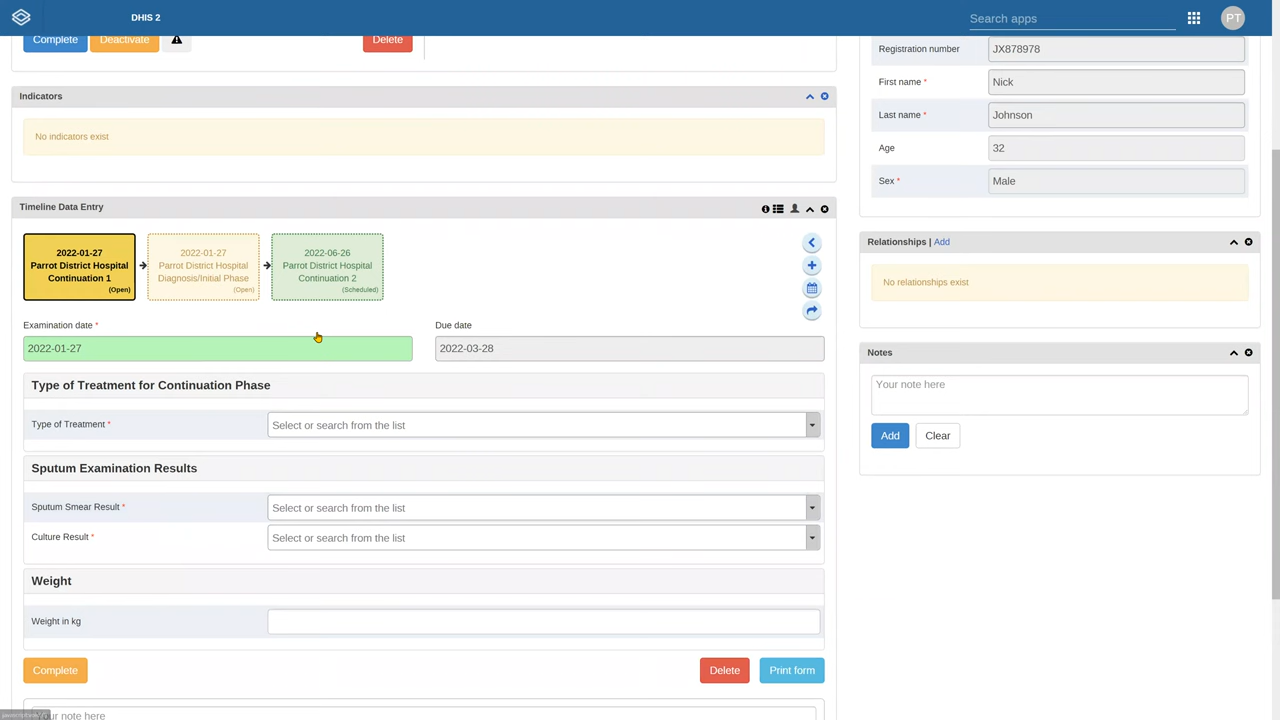 DHIS 2
Search apps
PT
Complete
Deactivate
Delete
Registration number
JX878978
First name *
Nick
Last name *
Johnson
Age
32
Sex *
Male
Indicators
No indicators exist
Timeline Data Entry
2022-01-27
Parrot District Hospital
Continuation 1
(Open)
2022-01-27
Parrot District Hospital
Diagnosis/Initial Phase
(Open)
2022-06-26
Parrot District Hospital
Continuation 2
(Scheduled)
Relationships | Add
No relationships exist
Examination date *
Due date
2022-01-27
2022-03-28
Notes
Your note here
Add
Clear
Type of Treatment for Continuation Phase
Type of Treatment *
Select or search from the list
Sputum Examination Results
Sputum Smear Result *
Select or search from the list
Culture Result *
Select or search from the list
Weight
Weight in kg
Complete
Delete
Print form
your note here